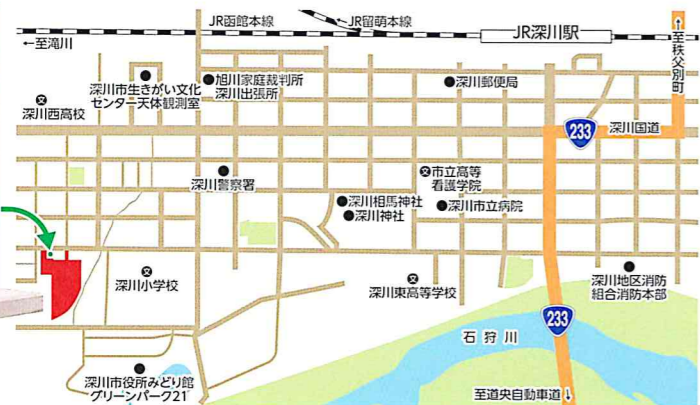 JR函館本線
←JR留萌本線
JR深川駅
←至滝川
←至秩父別町
深川市生きがい文化
センター天体観測室
旭川家庭裁判所
深川出張所
深川郵便局
文
深川西高校
233
深川国道
深川警察署
文市立高等
看護学院
深川相馬神社
深川神社
深川市立病院
文
深川小学校
文
深川東高等学校
深川地区消防
組合消防本部
233
石狩川
深川市役所みどり館
グリーンパーク21
至道央自動車道↓